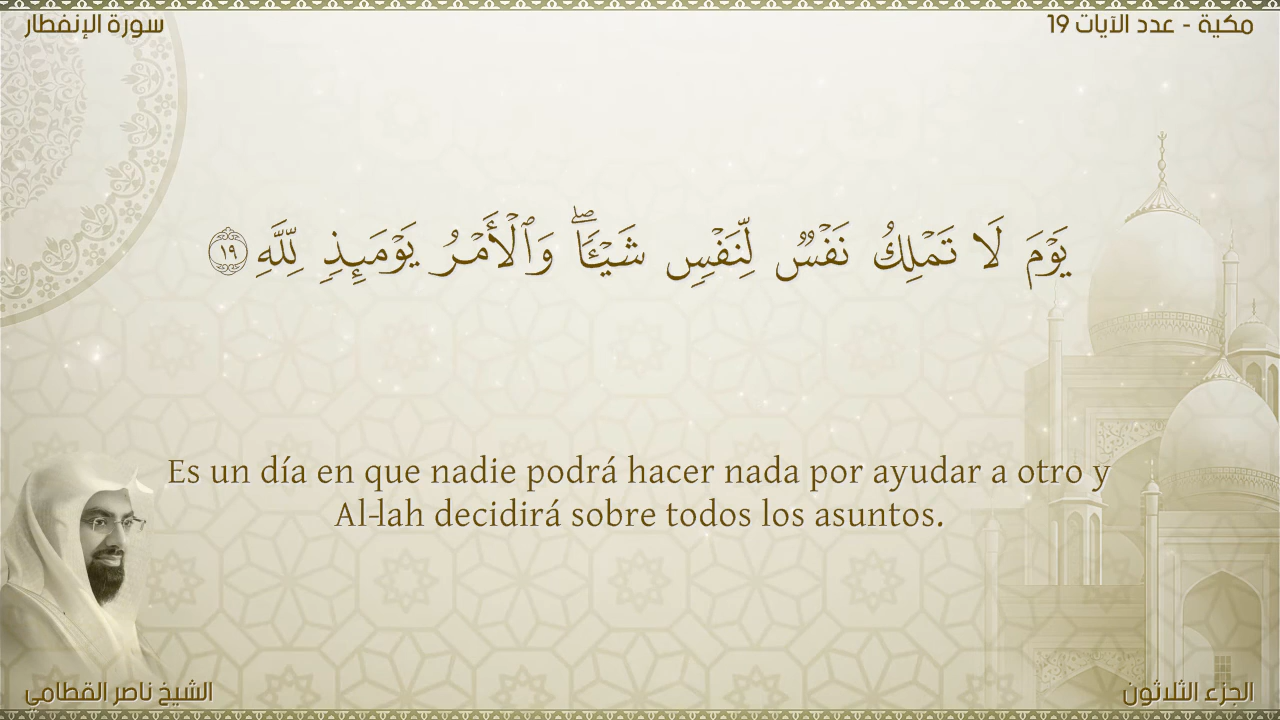 سورة الإنفطار
مكية - عدد الآيات 19
يَوْمَ لَا تَمْلِكُ نَفْسٌ لِّنَفْسٍ شَيْـًٔا ۖ وَٱلْأَمْرُ يَوْمَئِذٍ لِّلَّهِ ١٩
Es un día en que nadie podrá hacer nada por ayudar a otro y
Al-lah decidirá sobre todos los asuntos.
الشيخ ناصر القطامي
الجزء الثلاثون